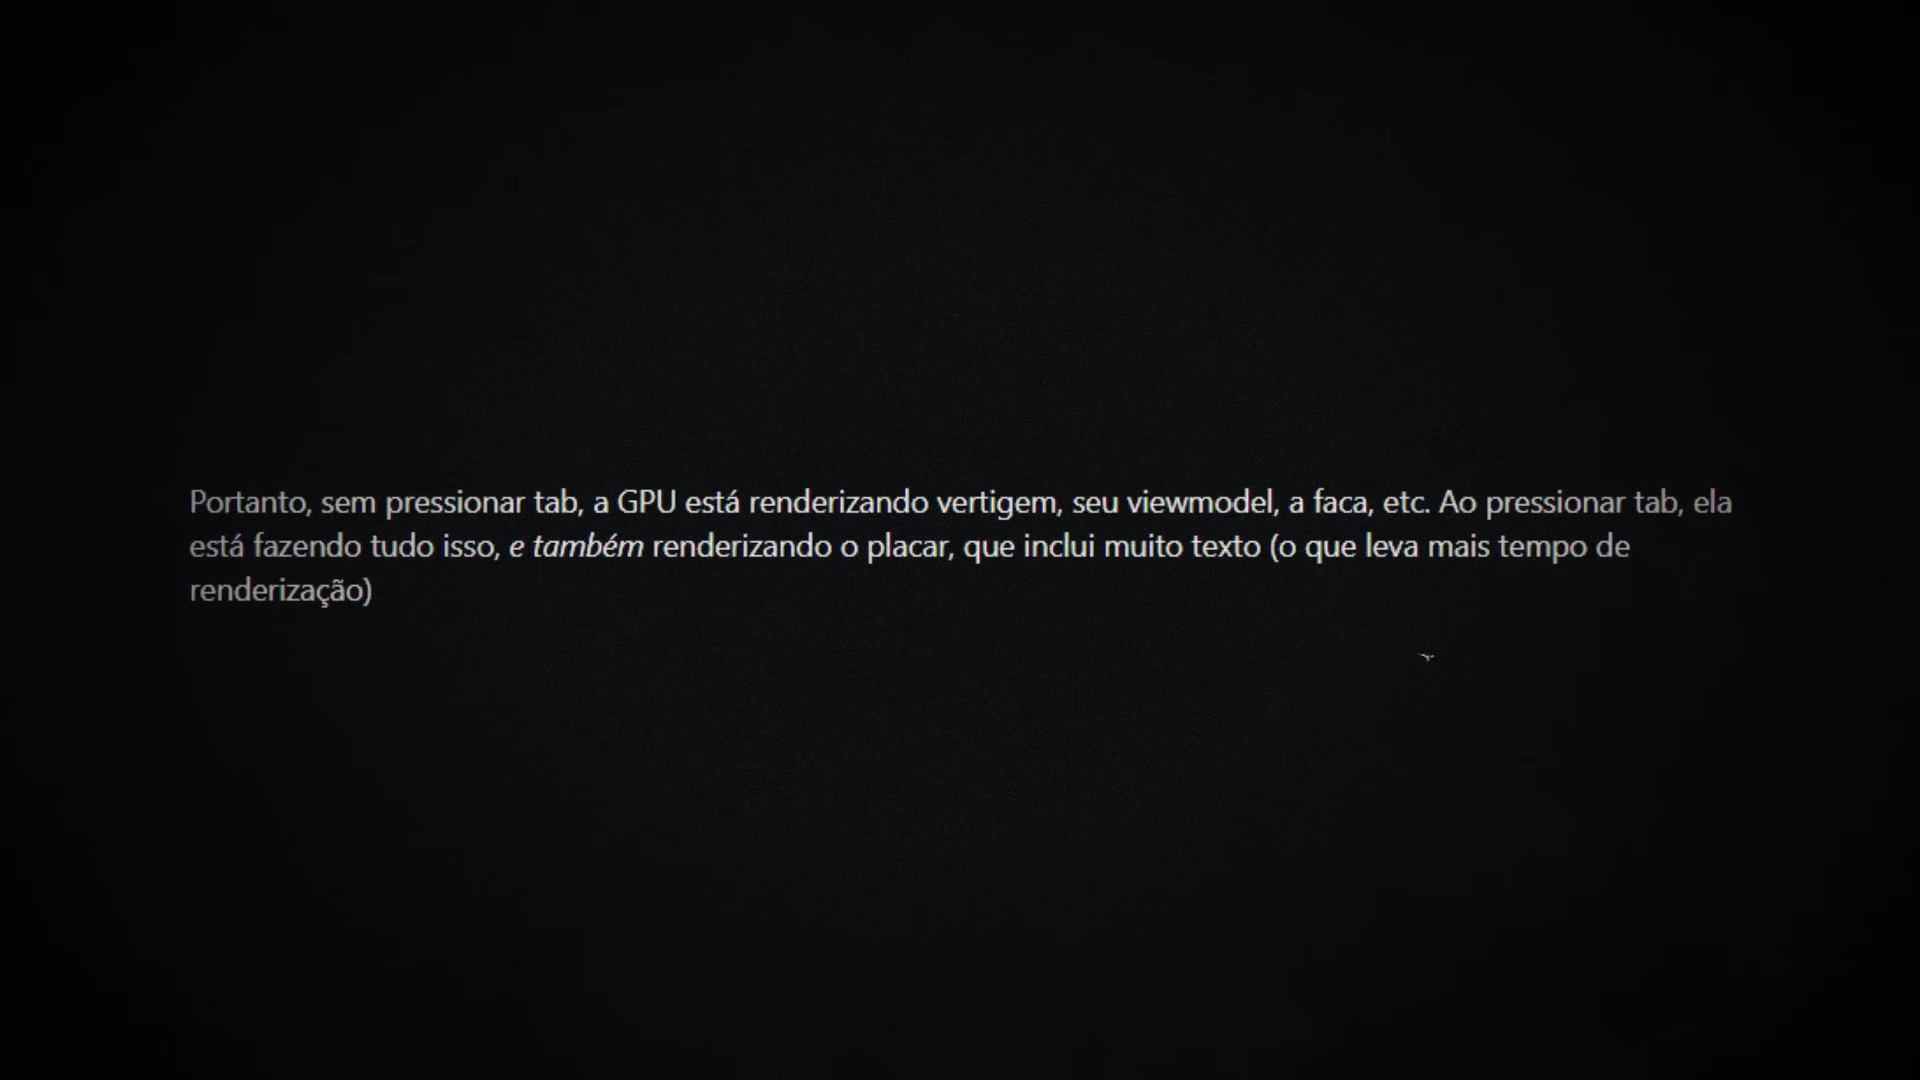 Portanto, sem pressionar tab, a GPU está renderizando vertigem, seu viewmodel, a faca, etc. Ao pressionar tab, ela
está fazendo tudo isso, e também renderizando o placar, que inclui muito texto (o que leva mais tempo de
renderização)